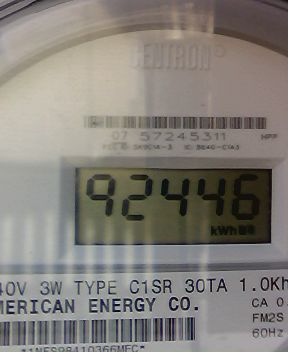 CENTRON
07 57245311
92446
kWh
40V 3W TYPE C1SR 30TA 1.0Kh
MERICAN ENERGY CO.
CA 0.
FM2S
60Hz